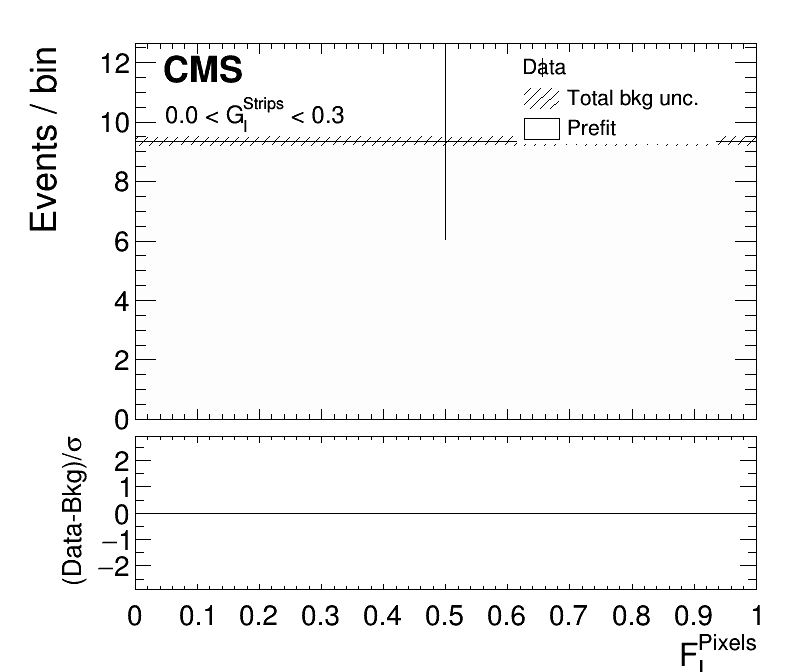 Events / bin
12
10
8
6
4
2
0
CMS
0.0 < G_I^Strips < 0.3
Data
Total bkg unc.
Prefit
(Data-Bkg)/σ
2
1
0
−1
−2
0 0.1 0.2 0.3 0.4 0.5 0.6 0.7 0.8 0.9 1
F_I^Pixels